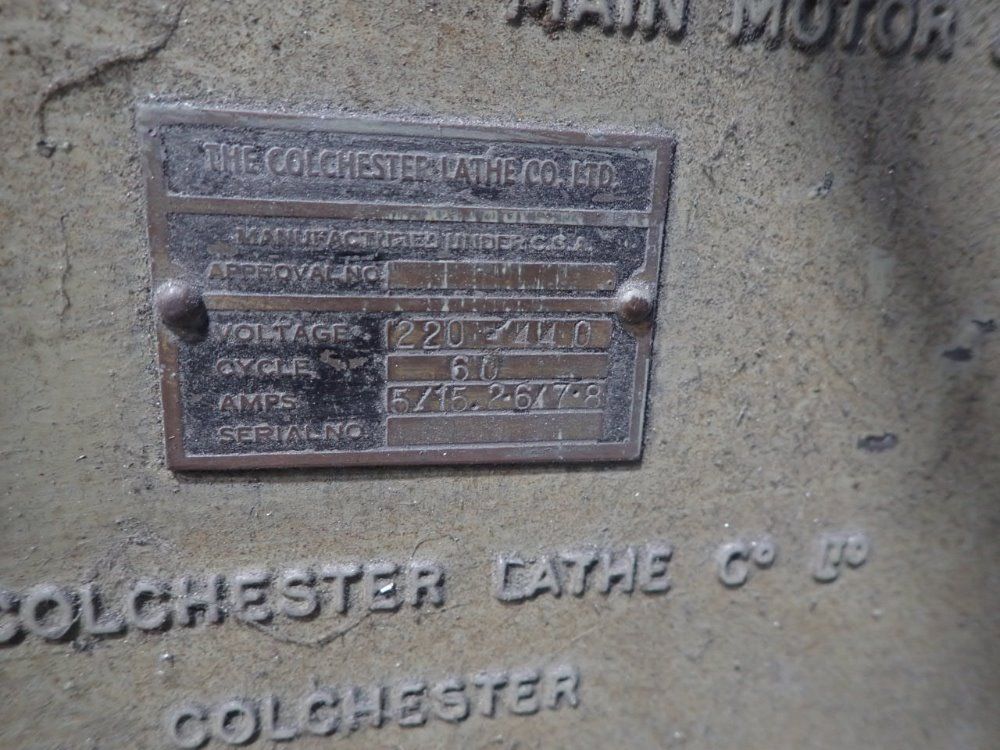 MAIN MOTOR
THE COLCHESTER LATHE CO. LTD.
MANUFACTURED UNDER C.S.A.
APPROVAL NO
VOLTAGE 220-/440
CYCLE 60
AMPS 5/15.2·6/7·8
SERIAL NO.
COLCHESTER LATHE Cº LTD
COLCHESTER